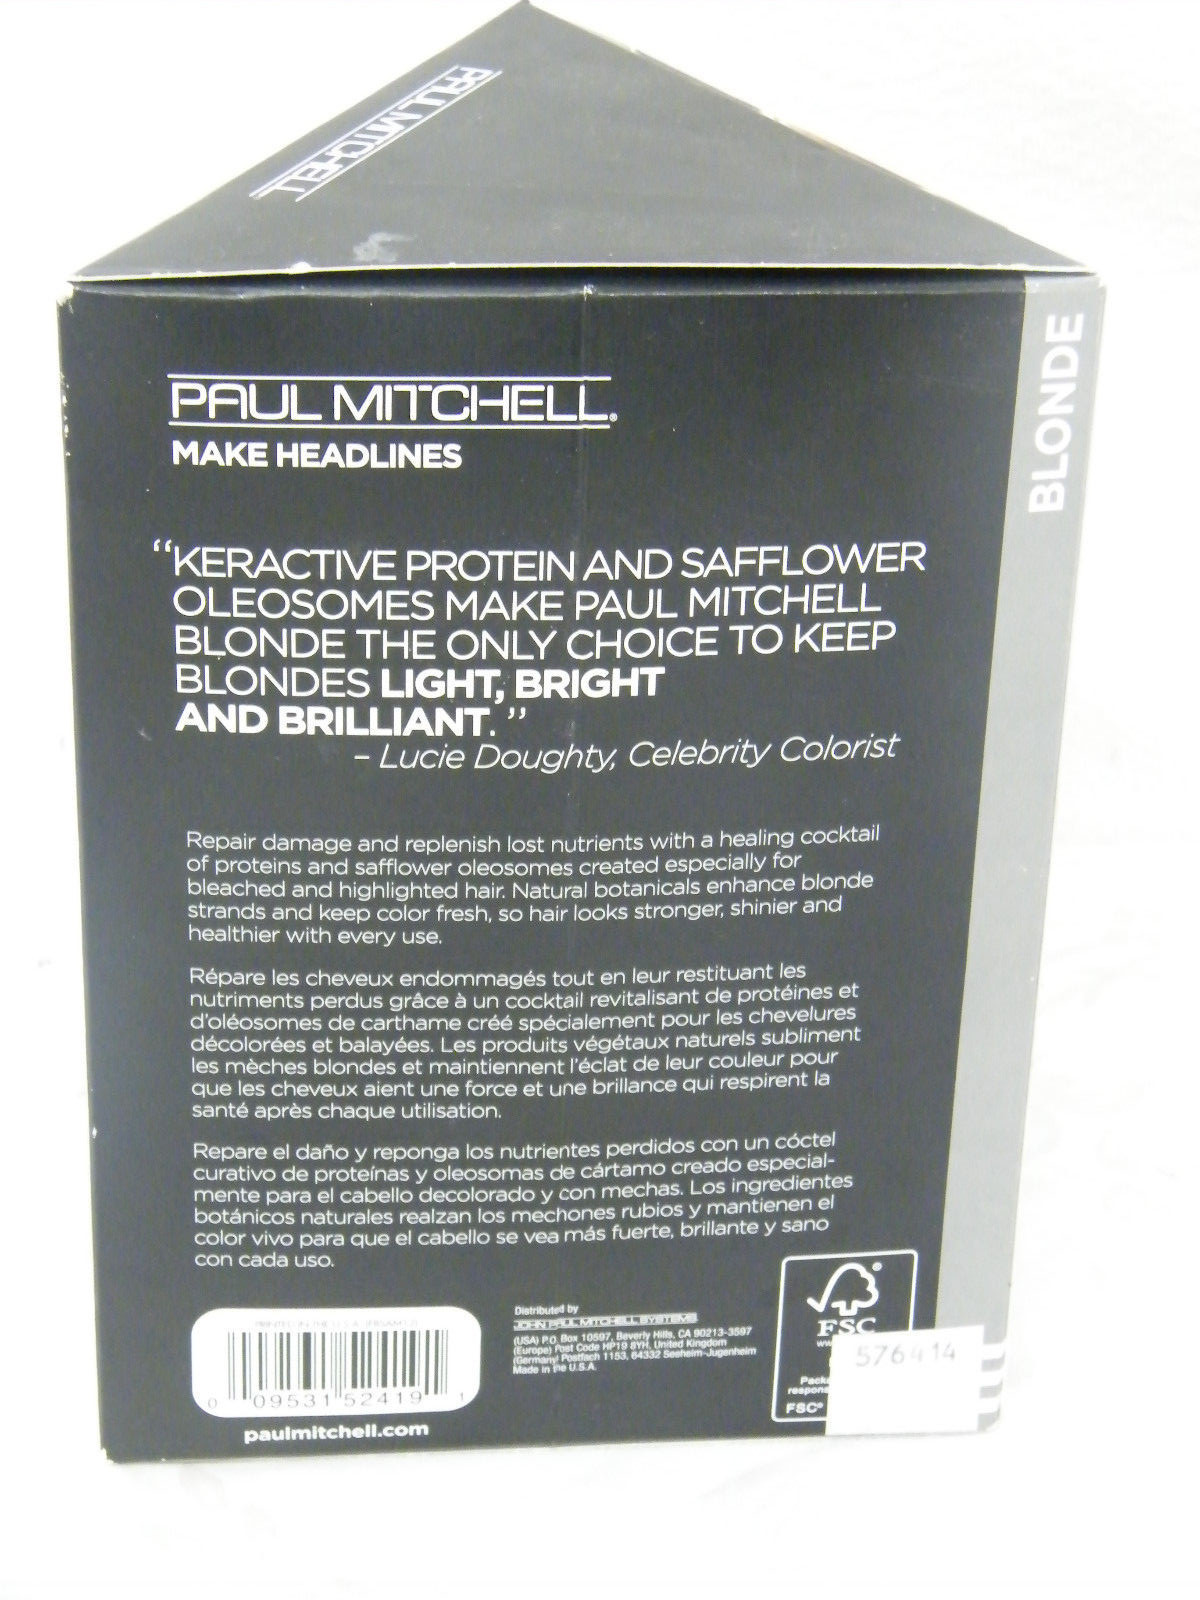 PAUL MITCHELL
PAUL MITCHELL®
MAKE HEADLINES
BLONDE
“KERACTIVE PROTEIN AND SAFFLOWER
OLEOSOMES MAKE PAUL MITCHELL
BLONDE THE ONLY CHOICE TO KEEP
BLONDES LIGHT, BRIGHT
AND BRILLIANT.”
– Lucie Doughty, Celebrity Colorist
Repair damage and replenish lost nutrients with a healing cocktail
of proteins and safflower oleosomes created especially for
bleached and highlighted hair. Natural botanicals enhance blonde
strands and keep color fresh, so hair looks stronger, shinier and
healthier with every use.
Répare les cheveux endommagés tout en leur restituant les
nutriments perdus grâce à un cocktail revitalisant de protéines et
d'oléosomes de carthame créé spécialement pour les chevelures
décolorées et balayées. Les produits végétaux naturels subliment
les mèches blondes et maintiennent l'éclat de leur couleur pour
que les cheveux aient une force et une brillance qui respirent la
santé après chaque utilisation.
Repare el daño y reponga los nutrientes perdidos con un cóctel
curativo de proteínas y oleosomas de cártamo creado especial-
mente para el cabello decolorado y con mechas. Los ingredientes
botánicos naturales realzan los mechones rubios y mantienen el
color vivo para que el cabello se vea más fuerte, brillante y sano
con cada uso.
PRINTED IN THE U.S.A.
0 09531 52419 1
paulmitchell.com
Distributed by
JOHN PAUL MITCHELL SYSTEMS
(USA) P.O. Box 10597, Beverly Hills, CA 90213-3597
(Europe) Post Code HP19 8YH, United Kingdom
(Germany) Postfach 1153, 64332 Seeheim-Jugenheim
Made in the U.S.A.
FSC
FSC®
576414